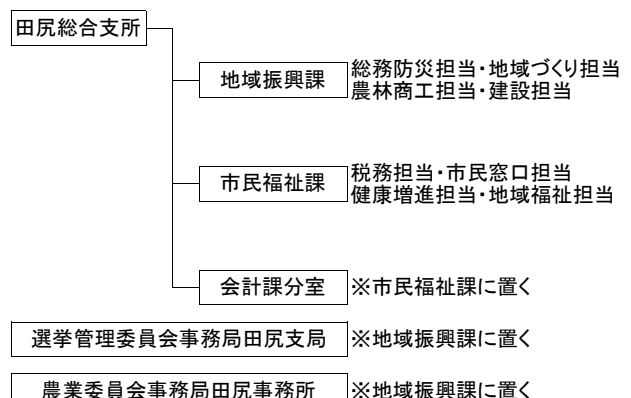 田尻総合支所
地域振興課
総務防災担当・地域づくり担当
農林商工担当・建設担当
市民福祉課
税務担当・市民窓口担当
健康増進担当・地域福祉担当
会計課分室
※市民福祉課に置く
選挙管理委員会事務局田尻支局
※地域振興課に置く
農業委員会事務局田尻事務所
※地域振興課に置く